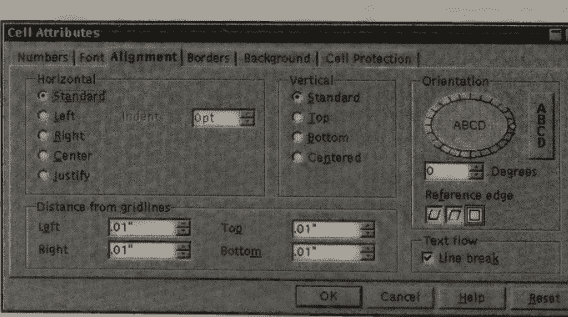 Cell Attributes
Numbers Font Alignment Borders Background Cell Protection
Horizontal
Standard
Left Indent 0pt
Right
Center
Justify
Vertical
Standard
Top
Bottom
Centered
Orientation
ABCD
ABCD
0 Degrees
Reference edge
Distance from gridlines
Left .01" Top .01"
Right .01" Bottom .01"
Text flow
Line break
OK Cancel Help Reset